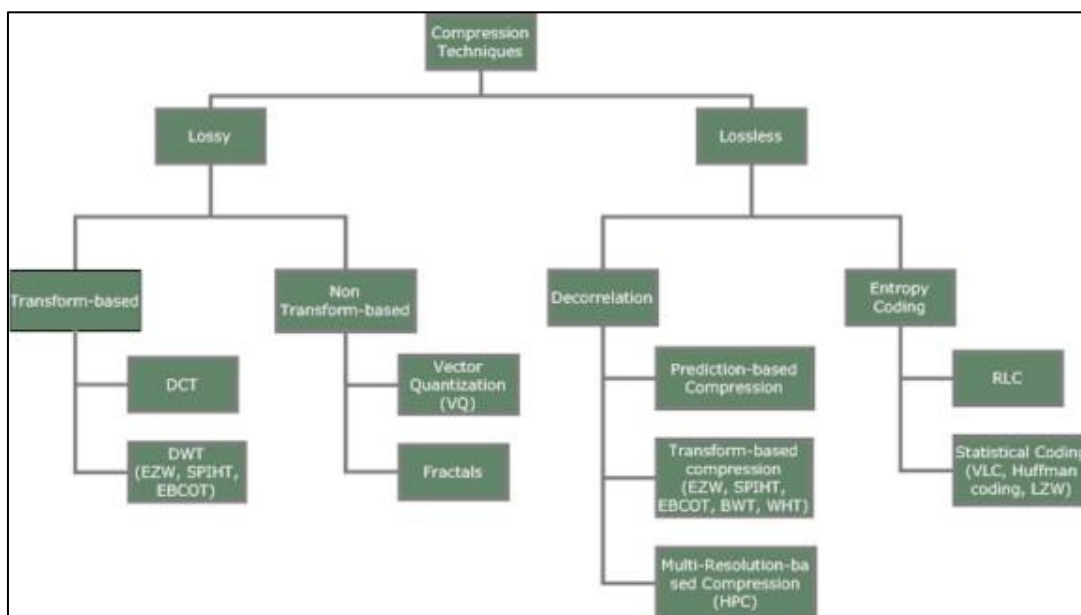 Compression
Techniques
Lossy
Lossless
Transform-based
Non
Transform-based
Decorrelation
Entropy
Coding
DCT
Vector
Quantization
(VQ)
Prediction-based
Compression
RLC
DWT
(EZW, SPIHT,
EBCOT)
Fractals
Transform-based
compression
(EZW, SPIHT,
EBCOT, BWT, WHT)
Statistical Coding
(VLC, Huffman
coding, LZW)
Multi-Resolution-ba
sed Compression
(HPC)